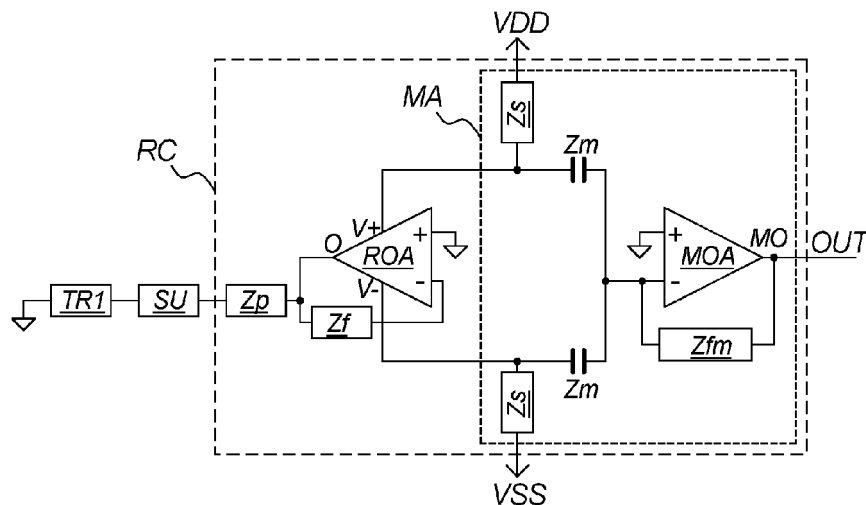 VDD
MA
Zs
Zm
RC
V+
+
+
O
ROA
MOA
MO
OUT
V-
-
-
TR1
SU
Zp
Zf
Zfm
Zs
Zm
VSS